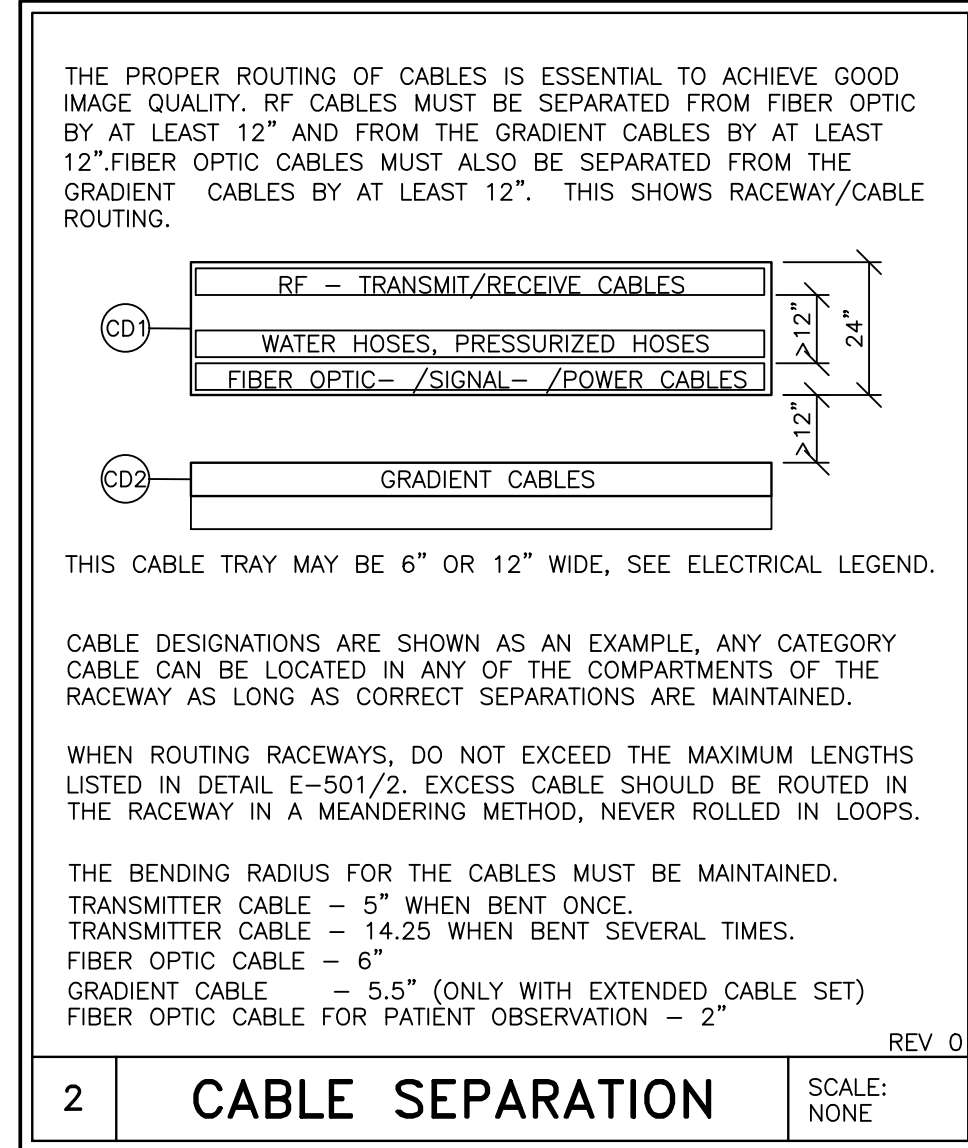 THE PROPER ROUTING OF CABLES IS ESSENTIAL TO ACHIEVE GOOD
IMAGE QUALITY. RF CABLES MUST BE SEPARATED FROM FIBER OPTIC
BY AT LEAST 12” AND FROM THE GRADIENT CABLES BY AT LEAST
12”.FIBER OPTIC CABLES MUST ALSO BE SEPARATED FROM THE
GRADIENT CABLES BY AT LEAST 12”. THIS SHOWS RACEWAY/CABLE
ROUTING.
RF – TRANSMIT/RECEIVE CABLES
CD1
WATER HOSES, PRESSURIZED HOSES
FIBER OPTIC– /SIGNAL– /POWER CABLES
>12”
24”
>12”
CD2
GRADIENT CABLES
THIS CABLE TRAY MAY BE 6” OR 12” WIDE, SEE ELECTRICAL LEGEND.
CABLE DESIGNATIONS ARE SHOWN AS AN EXAMPLE, ANY CATEGORY
CABLE CAN BE LOCATED IN ANY OF THE COMPARTMENTS OF THE
RACEWAY AS LONG AS CORRECT SEPARATIONS ARE MAINTAINED.
WHEN ROUTING RACEWAYS, DO NOT EXCEED THE MAXIMUM LENGTHS
LISTED IN DETAIL E–501/2. EXCESS CABLE SHOULD BE ROUTED IN
THE RACEWAY IN A MEANDERING METHOD, NEVER ROLLED IN LOOPS.
THE BENDING RADIUS FOR THE CABLES MUST BE MAINTAINED.
TRANSMITTER CABLE – 5” WHEN BENT ONCE.
TRANSMITTER CABLE – 14.25 WHEN BENT SEVERAL TIMES.
FIBER OPTIC CABLE – 6”
GRADIENT CABLE – 5.5” (ONLY WITH EXTENDED CABLE SET)
FIBER OPTIC CABLE FOR PATIENT OBSERVATION – 2”
REV 0
2
CABLE SEPARATION
SCALE:
NONE